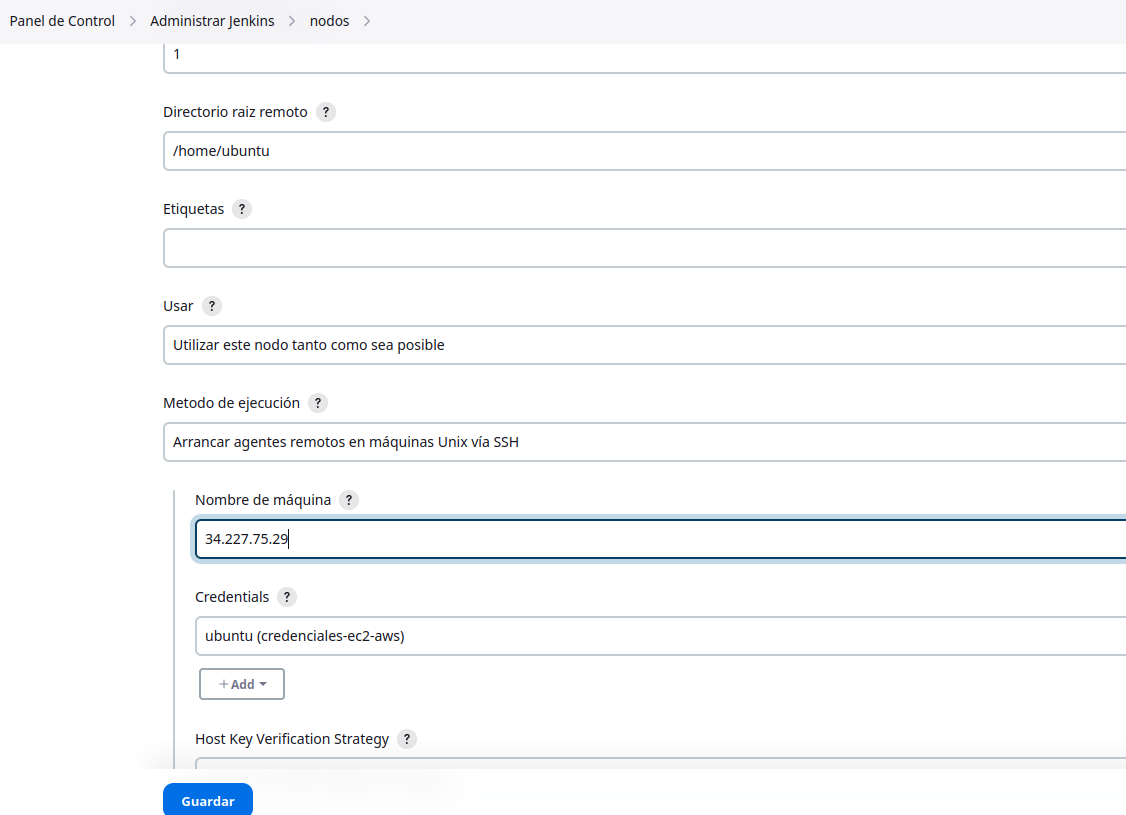 Panel de Control > Administrar Jenkins > nodos >
1
Directorio raiz remoto ?
/home/ubuntu
Etiquetas ?
Usar ?
Utilizar este nodo tanto como sea posible
Metodo de ejecución ?
Arrancar agentes remotos en máquinas Unix vía SSH
Nombre de máquina ?
34.227.75.29
Credentials ?
ubuntu (credenciales-ec2-aws)
+ Add
Host Key Verification Strategy ?
Guardar